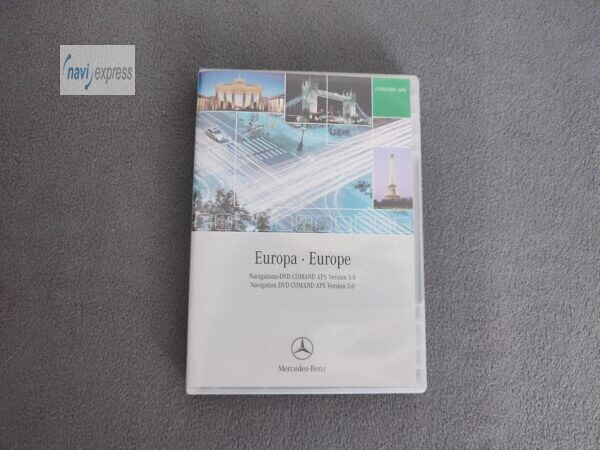 navi express
COMAND APS
Europa · Europe
Navigations-DVD COMAND APS Version 5.0
Navigation DVD COMAND APS Version 5.0
Mercedes-Benz